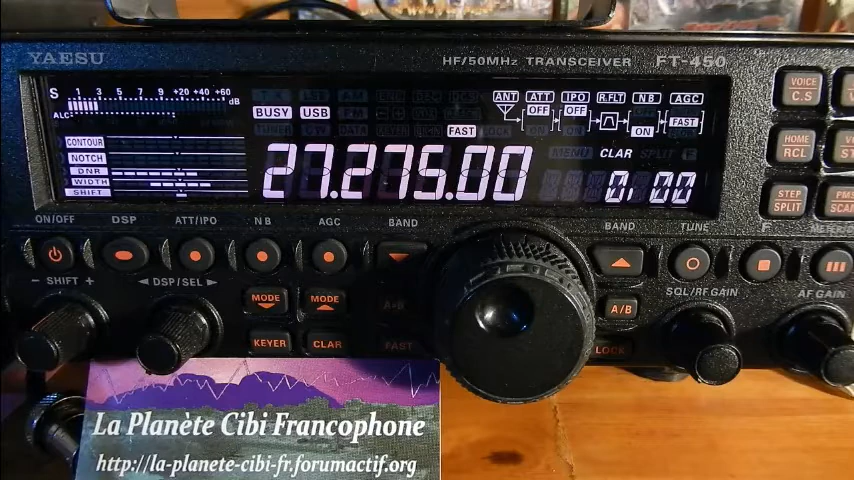 YAESU HF/50MHz TRANSCEIVER FT-450
S 1 3 5 7 9 +20 +40 +60 dB
ALC
BUSY USB
ANT ATT IPO R.FLT NB AGC
OFF OFF
ON FAST
FAST
CONTOUR
NOTCH
DNR
WIDTH
SHIFT
27.275.00
MENU CLAR SPLIT
0.00
VOICE C.S
HOME RCL
STEP SPLIT
F
ON/OFF DSP ATT/IPO NB AGC BAND BAND TUNE
− SHIFT + ◄ DSP/SEL ►
MODE MODE
A▸B
A/B
SQL/RF GAIN AF GAIN
KEYER CLAR FAST
LOCK
La Planète Cibi Francophone
http://la-planete-cibi-fr.forumactif.org